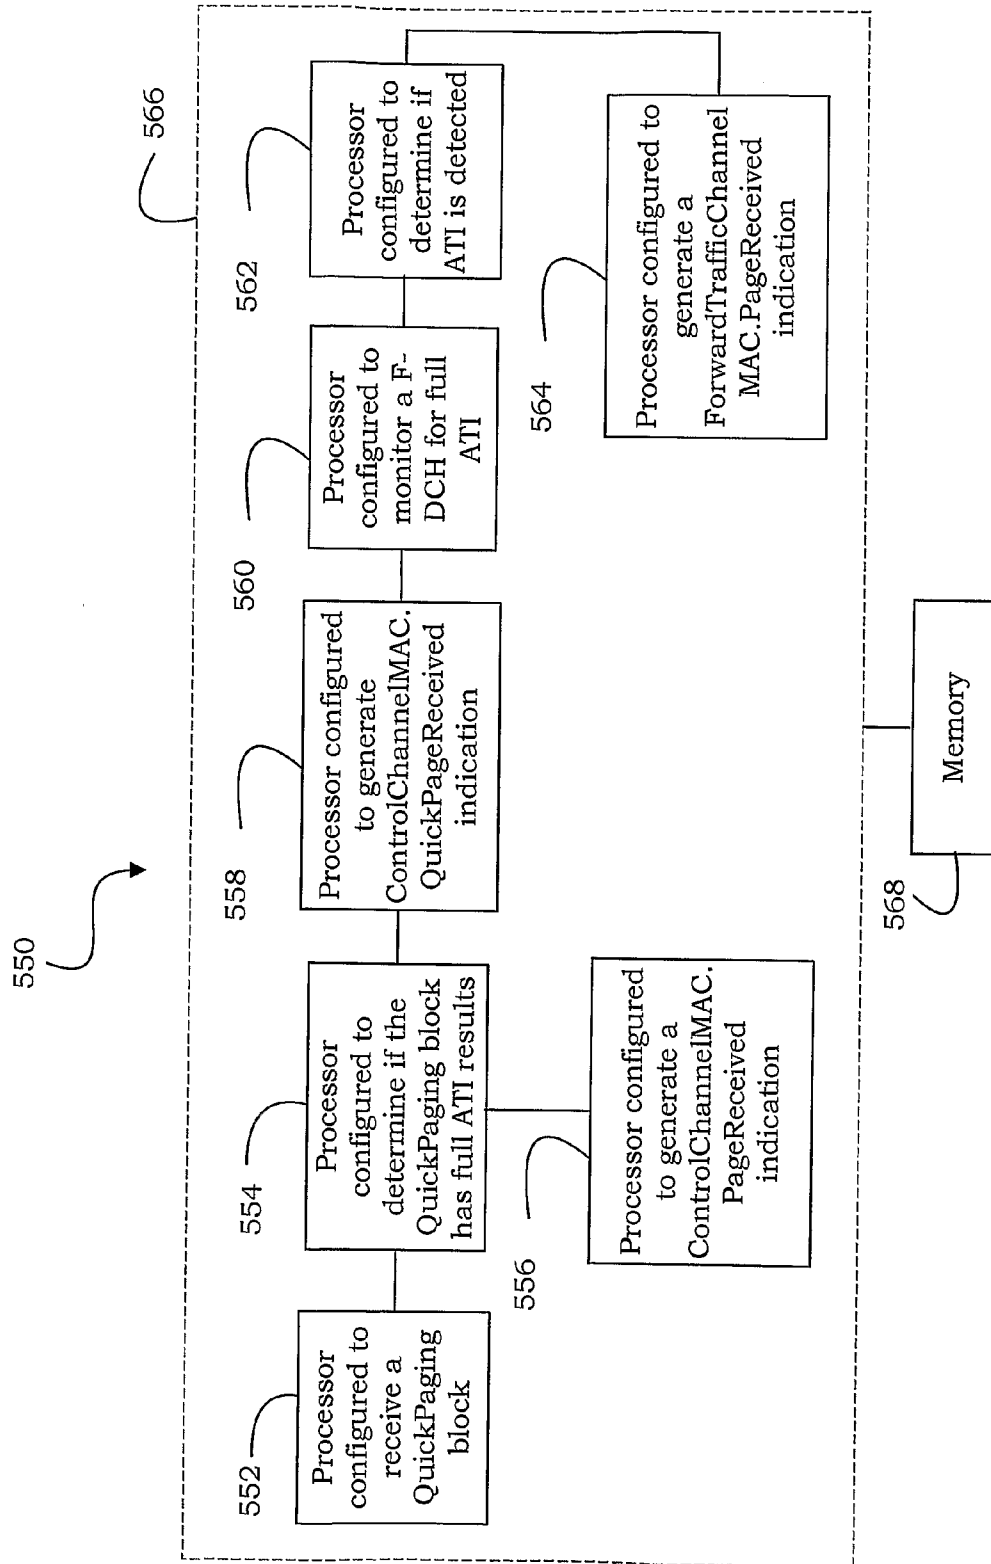 550
566
552
Processor
configured to
receive a
QuickPaging
block
554
Processor
configured to
determine if the
QuickPaging block
has full ATI results
556
Processor configured
to generate a
ControlChannelMAC.
PageReceived
indication
558
Processor configured
to generate
ControlChannelMAC.
QuickPageReceived
indication
560
Processor
configured to
monitor a F-
DCH for full
ATI
562
Processor
configured to
determine if
ATI is detected
564
Processor configured to
generate a
ForwardTrafficChannel
MAC.PageReceived
indication
568
Memory